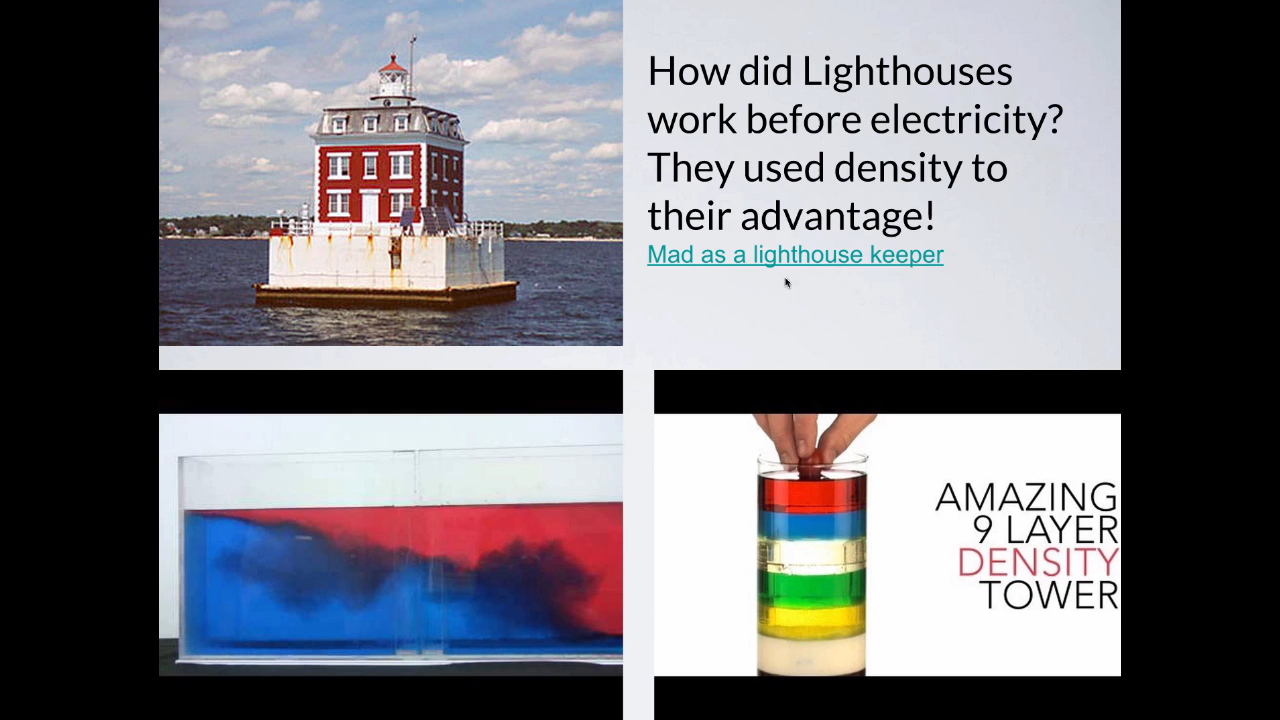 How did Lighthouses
work before electricity?
They used density to
their advantage!
Mad as a lighthouse keeper
AMAZING
9 LAYER
DENSITY
TOWER